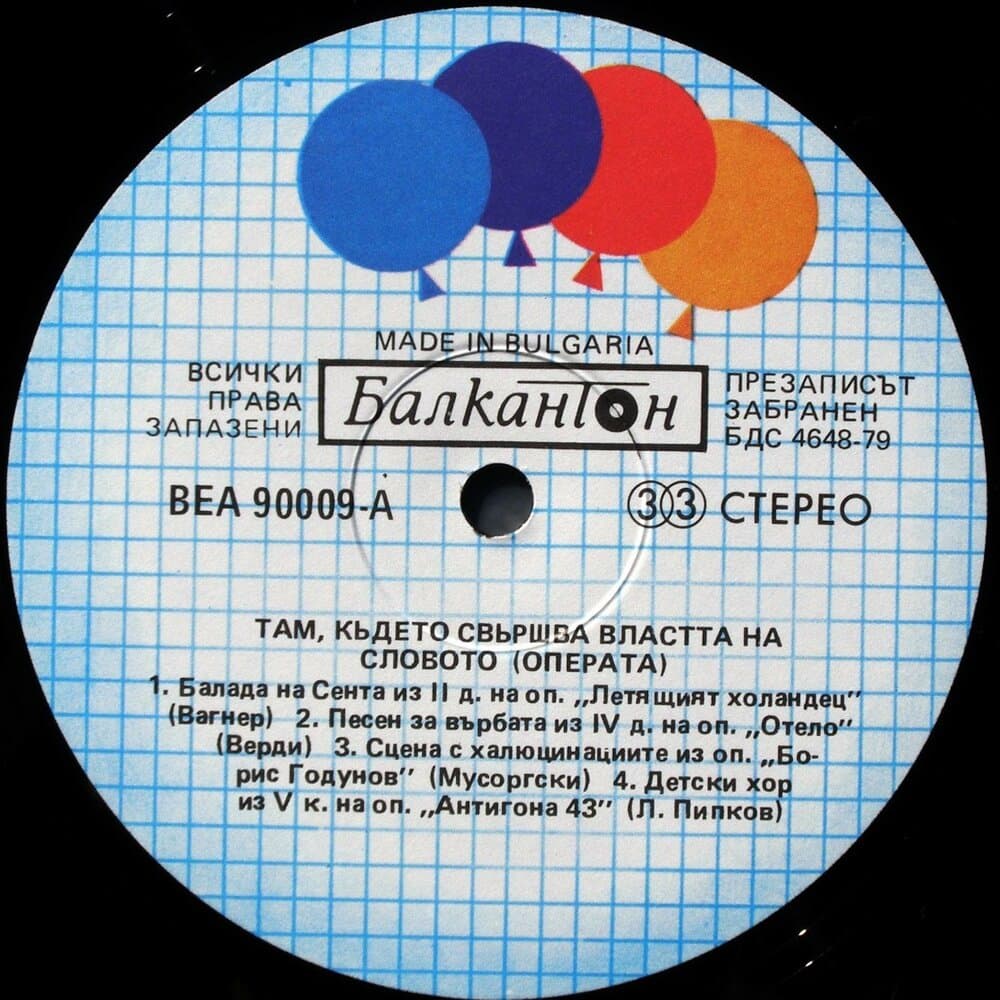 MADE IN BULGARIA
ВСИЧКИ
ПРАВА
ЗАПАЗЕНИ
Балкантон
ПРЕЗАПИСЪТ
ЗАБРАНЕН
БДС 4648-79
ВЕА 90009-А
33 СТЕРЕО
ТАМ, КЪДЕТО СВЪРШВА ВЛАСТТА НА
СЛОВОТО (ОПЕРАТА)
1. Балада на Сента из II д. на оп. „Летящият холандец"
(Вагнер) 2. Песен за върбата из IV д. на оп. „Отело"
(Верди) 3. Сцена с халюцинациите из оп. „Бо-
рис Годунов" (Мусоргски) 4. Детски хор
из V к. на оп. „Антигона 43" (Л. Пипков)